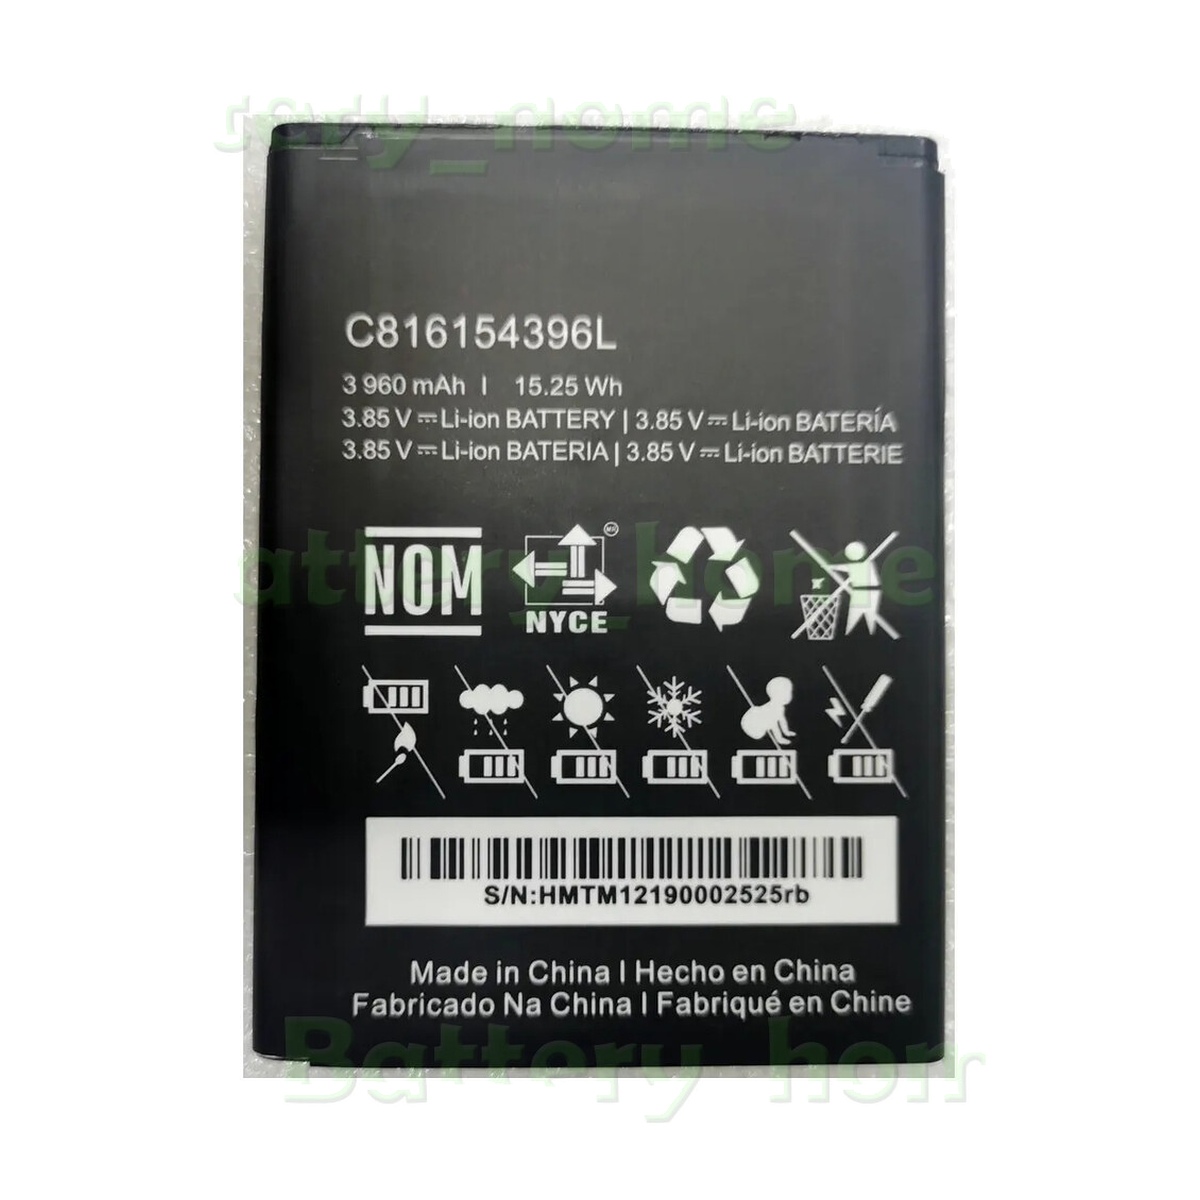 C816154396L
3 960 mAh | 15.25 Wh
3.85 V ⎓ Li-ion BATTERY | 3.85 V ⎓ Li-ion BATERÍA
3.85 V ⎓ Li-ion BATERIA | 3.85 V ⎓ Li-ion BATTERIE
NOM
MR
NYCE
S/N:HMTM12190002525rb
Made in China | Hecho en China
Fabricado Na China | Fabriqué en Chine
Battery